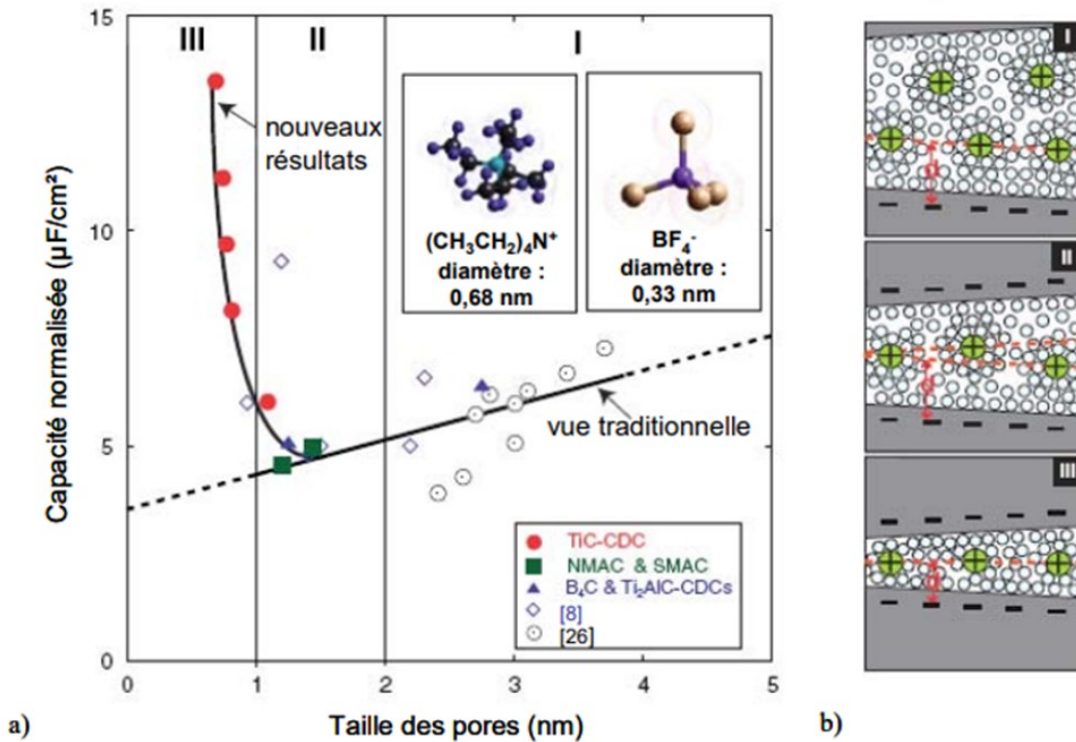 15
10
5
0
Capacité normalisée (µF/cm²)
III
II
I
nouveaux
résultats
(CH₃CH₂)₄N⁺
diamètre :
0,68 nm
BF₄⁻
diamètre :
0,33 nm
vue traditionnelle
TiC-CDC
NMAC & SMAC
B₄C & Ti₂AlC-CDCs
[8]
[26]
0 1 2 3 4 5
Taille des pores (nm)
a)
I
d
II
d
III
d
b)